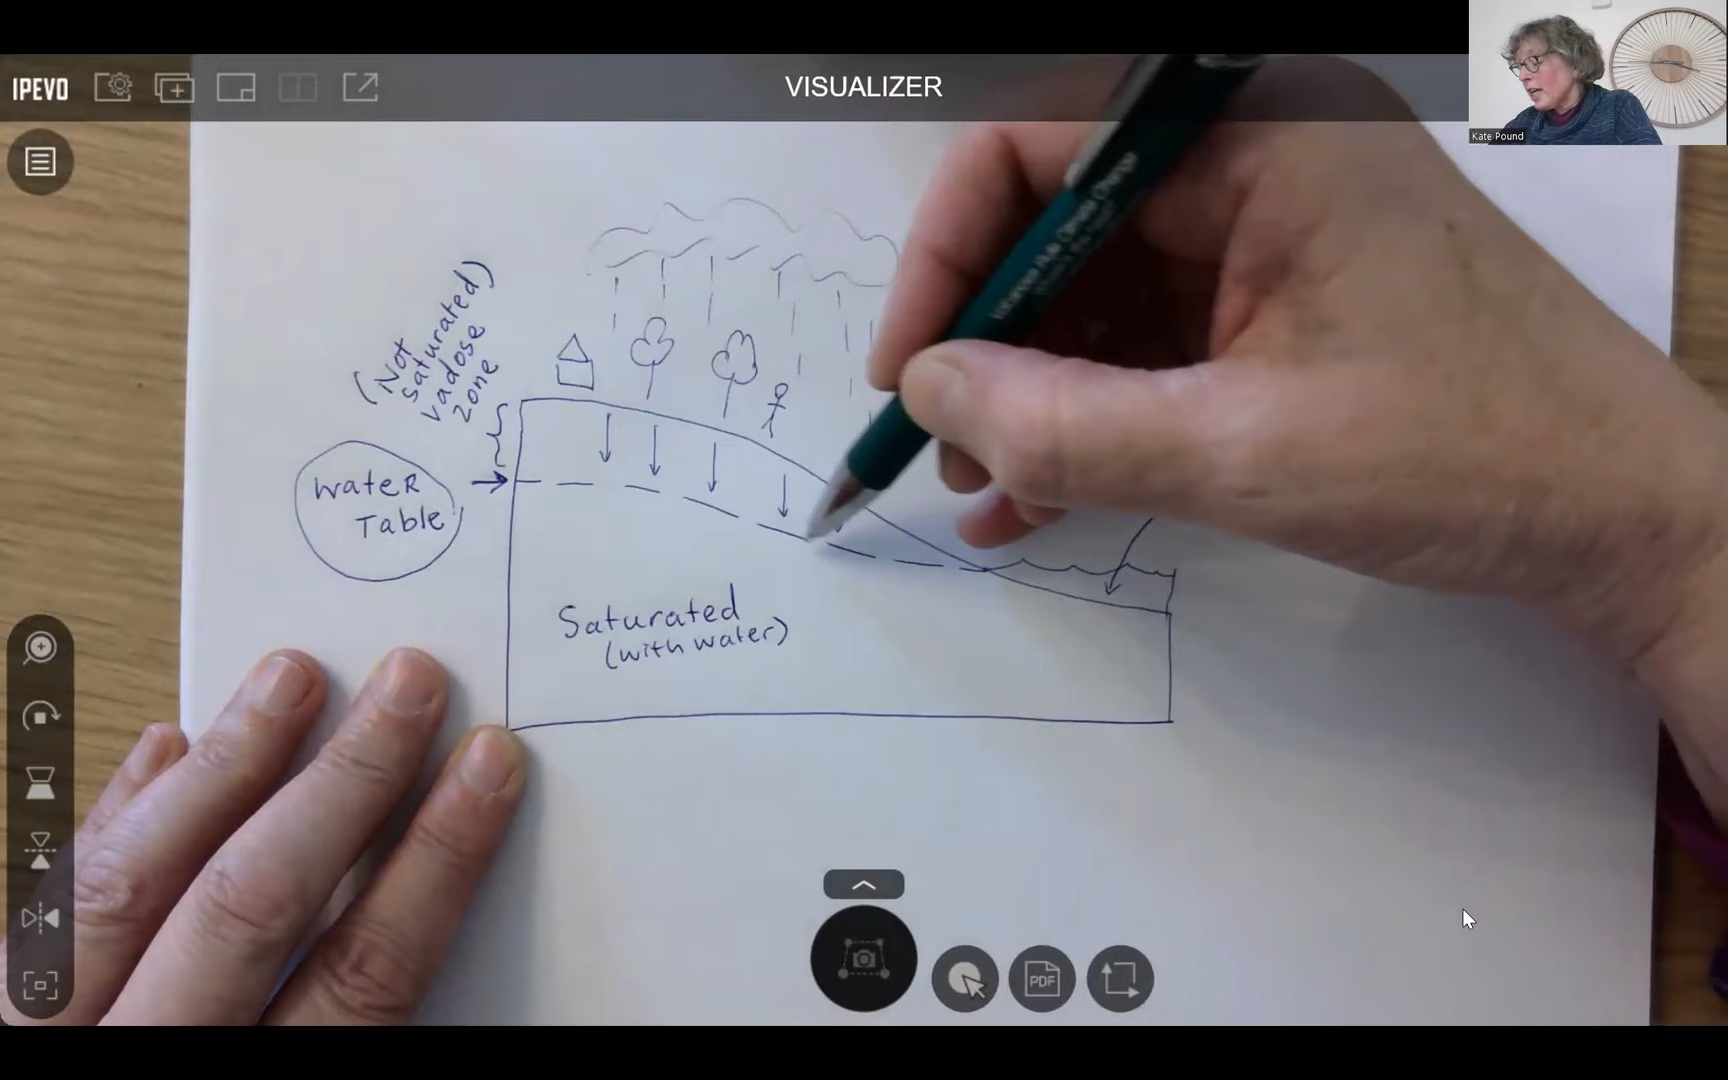 IPEVO
VISUALIZER
Kate Pound
(Not
saturated)
vadose
zone
WateR
Table
Saturated
(with water)
PDF